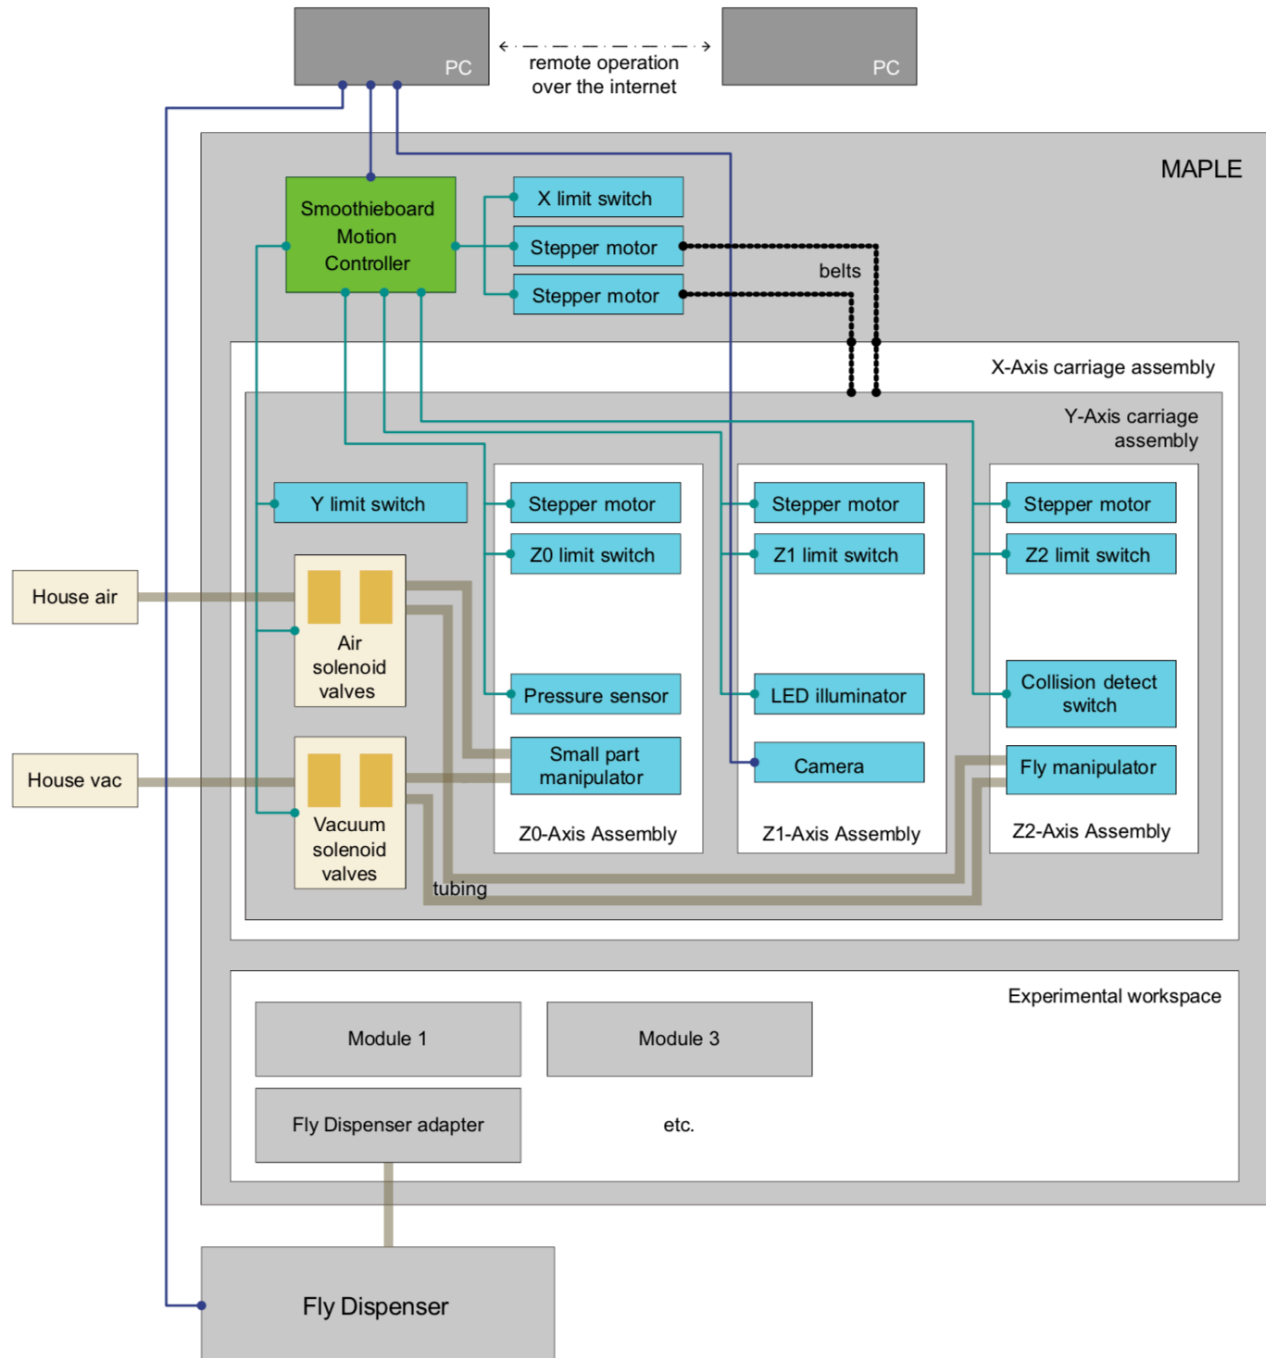 PC
remote operation
over the internet
PC
MAPLE
Smoothieboard
Motion
Controller
X limit switch
Stepper motor
Stepper motor
belts
X-Axis carriage assembly
Y-Axis carriage
assembly
Y limit switch
Stepper motor
Z0 limit switch
Stepper motor
Z1 limit switch
Stepper motor
Z2 limit switch
House air
Air
solenoid
valves
Pressure sensor
LED illuminator
Collision detect
switch
House vac
Small part
manipulator
Camera
Fly manipulator
Vacuum
solenoid
valves
Z0-Axis Assembly
Z1-Axis Assembly
Z2-Axis Assembly
tubing
Experimental workspace
Module 1
Module 3
Fly Dispenser adapter
etc.
Fly Dispenser